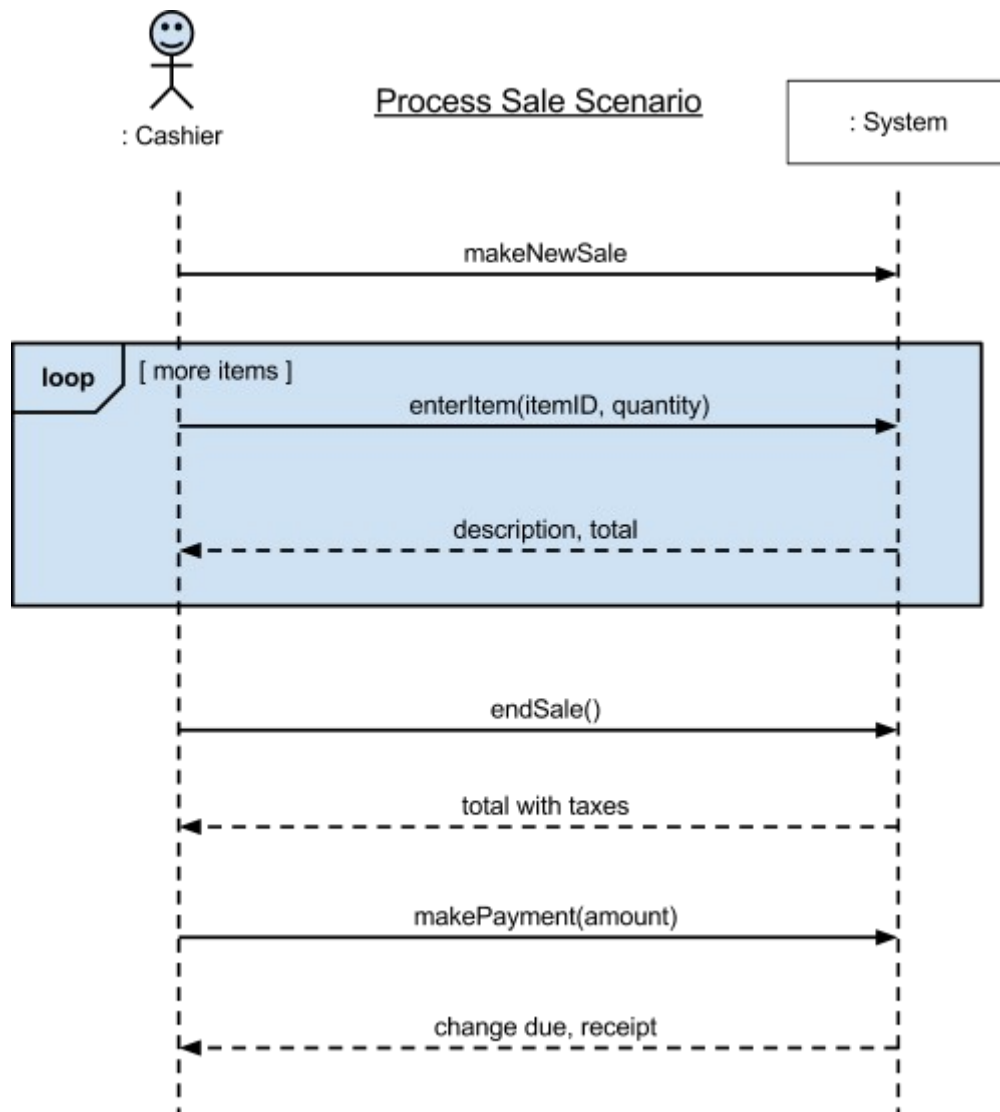 Process Sale Scenario
: Cashier
: System
makeNewSale
loop
[ more items ]
enterItem(itemID, quantity)
description, total
endSale()
total with taxes
makePayment(amount)
change due, receipt